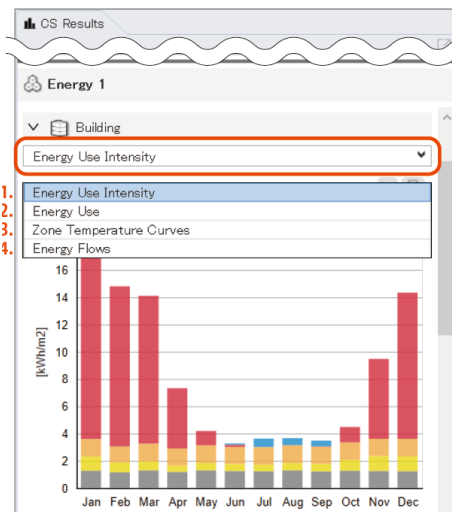 CS Results
Energy 1
Building
Energy Use Intensity
1. Energy Use Intensity
2. Energy Use
3. Zone Temperature Curves
4. Energy Flows
16
14
12
10
8
6
4
2
0
[kWh/m2]
Jan Feb Mar Apr May Jun Jul Aug Sep Oct Nov Dec